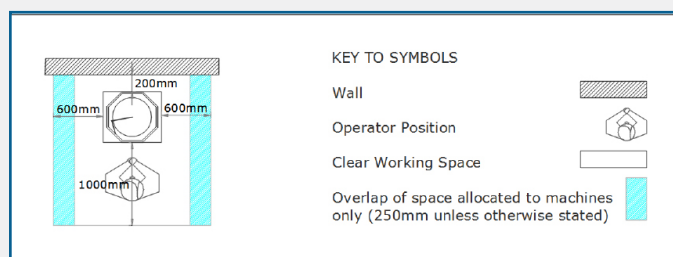 KEY TO SYMBOLS
200mm
Wall
600mm
600mm
Operator Position
Clear Working Space
1000mm
Overlap of space allocated to machines
only (250mm unless otherwise stated)